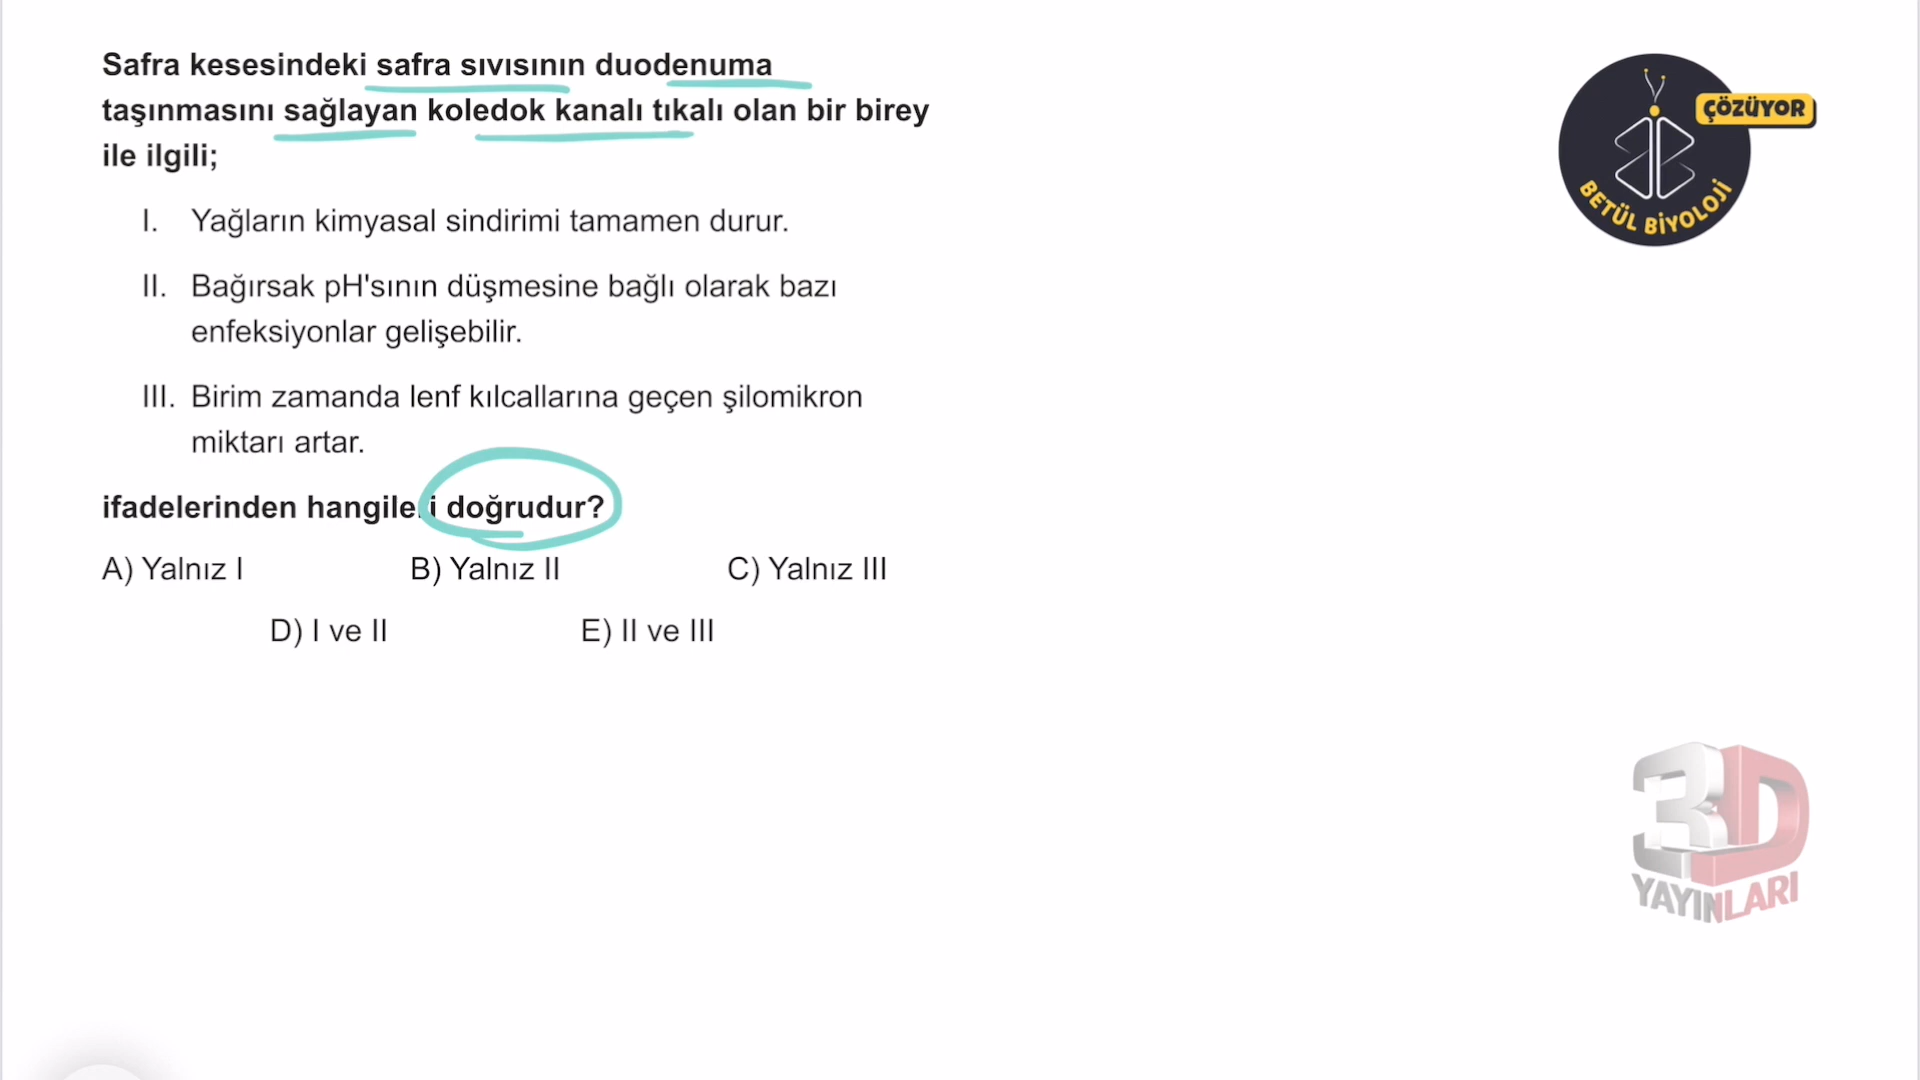 Safra kesesindeki safra sıvısının duodenuma
taşınmasını sağlayan koledok kanalı tıkalı olan bir birey
ile ilgili;
I. Yağların kimyasal sindirimi tamamen durur.
II. Bağırsak pH'sının düşmesine bağlı olarak bazı
enfeksiyonlar gelişebilir.
III. Birim zamanda lenf kılcallarına geçen şilomikron
miktarı artar.
ifadelerinden hangileri doğrudur?
A) Yalnız I B) Yalnız II C) Yalnız III
D) I ve II E) II ve III
ÇÖZÜYOR
BETÜL BİYOLOJİ
3D
YAYINLARI